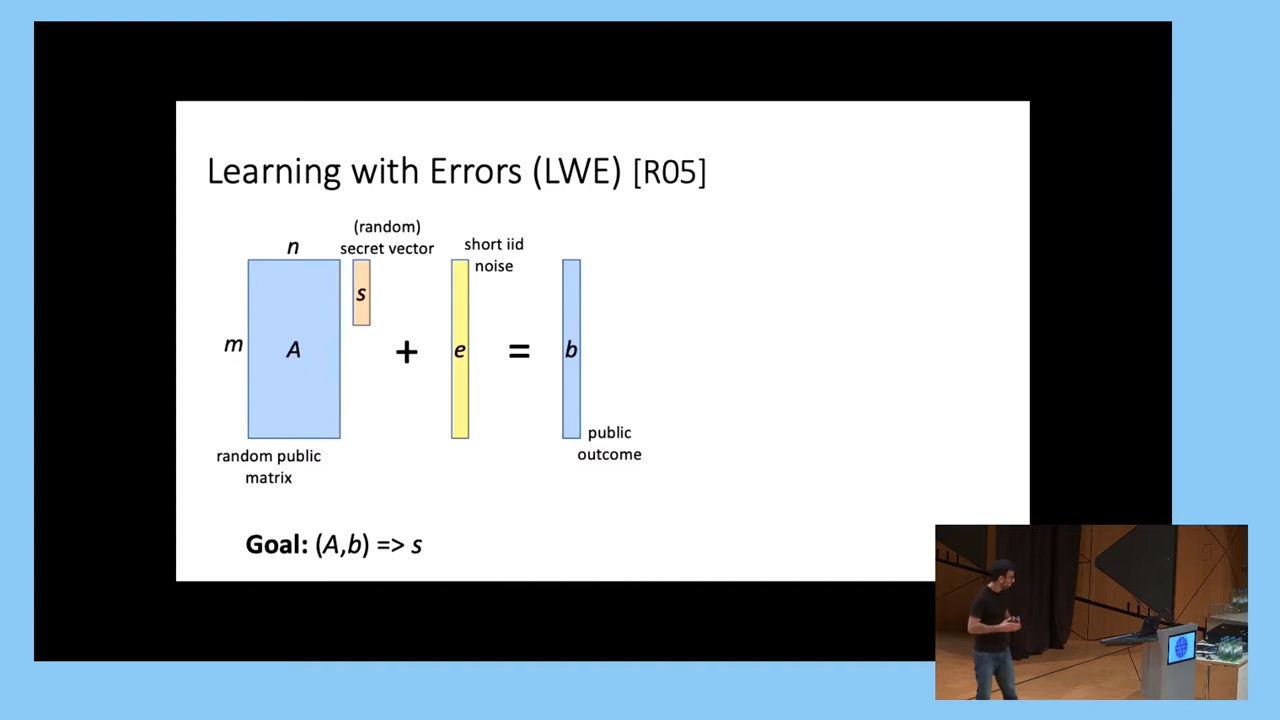 Learning with Errors (LWE) [R05]
(random)
secret vector
short iid
noise
n
s
m
A
+
e
=
b
public
outcome
random public
matrix
Goal: (A,b) => s